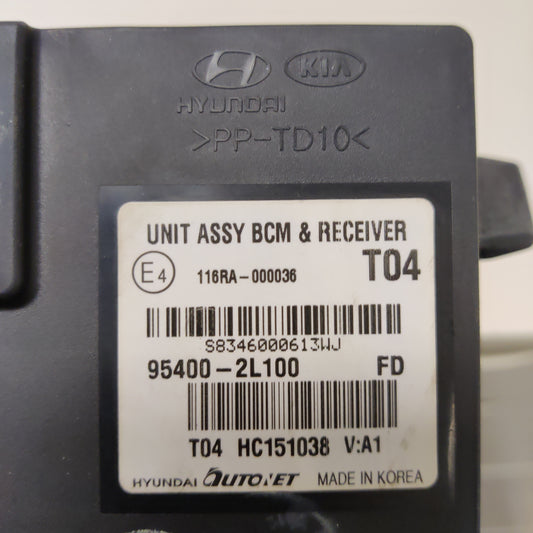 KIA
HYUNDAI
>PP-TD10<
UNIT ASSY BCM & RECEIVER
E4 116RA-000036 T04
S8346000613WJ
95400-2L100 FD
T04 HC151038 V:A1
HYUNDAI AUTONET MADE IN KOREA